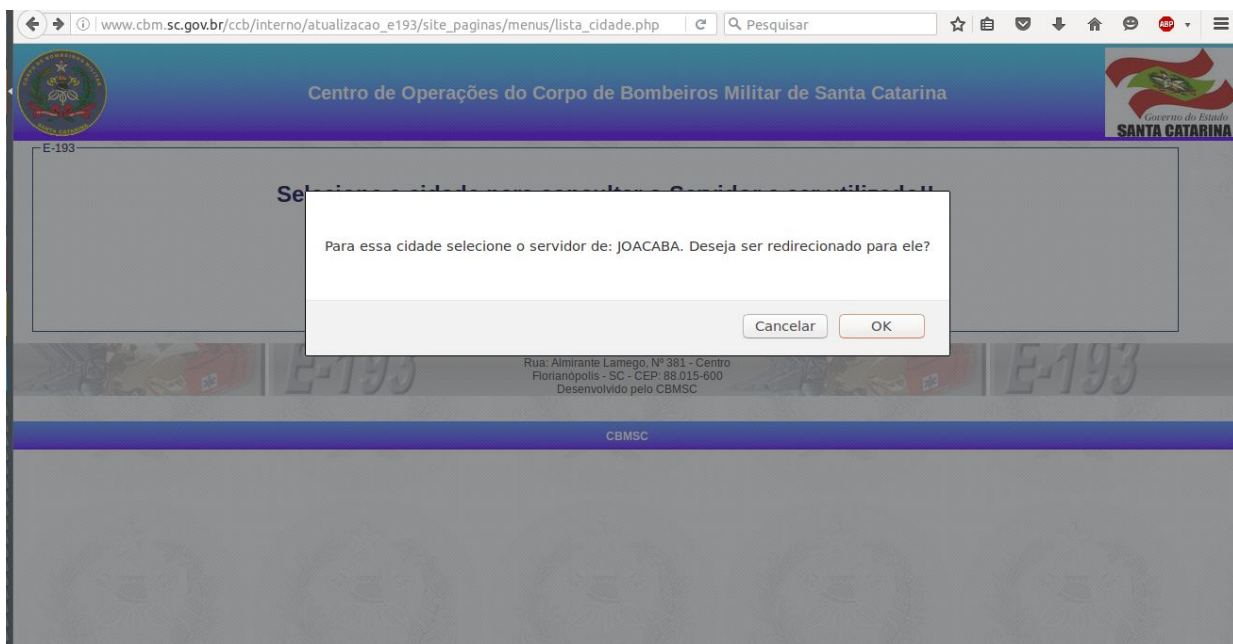 www.cbm.sc.gov.br/ccb/interno/atualizacao_e193/site_paginas/menus/lista_cidade.php
Pesquisar
ABP
Centro de Operações do Corpo de Bombeiros Militar de Santa Catarina
Governo do Estado
SANTA CATARINA
E-193
Para essa cidade selecione o servidor de: JOACABA. Deseja ser redirecionado para ele?
Cancelar
OK
E-193
Rua: Almirante Lamego, Nº 381 - Centro
Florianópolis - SC - CEP: 88.015-600
Desenvolvido pelo CBMSC
E-193
CBMSC